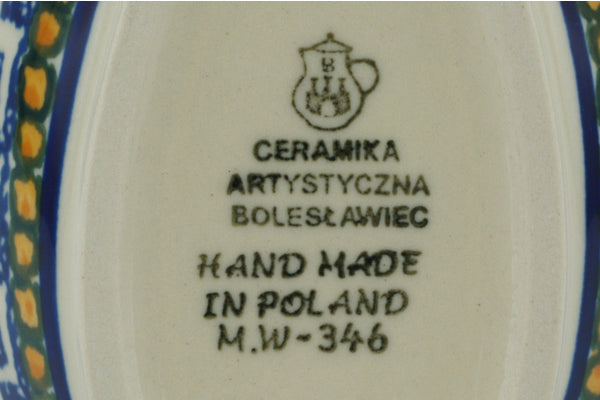 B
CERAMIKA
ARTYSTYCZNA
BOLESŁAWIEC
HAND MADE
IN POLAND
M.W-346